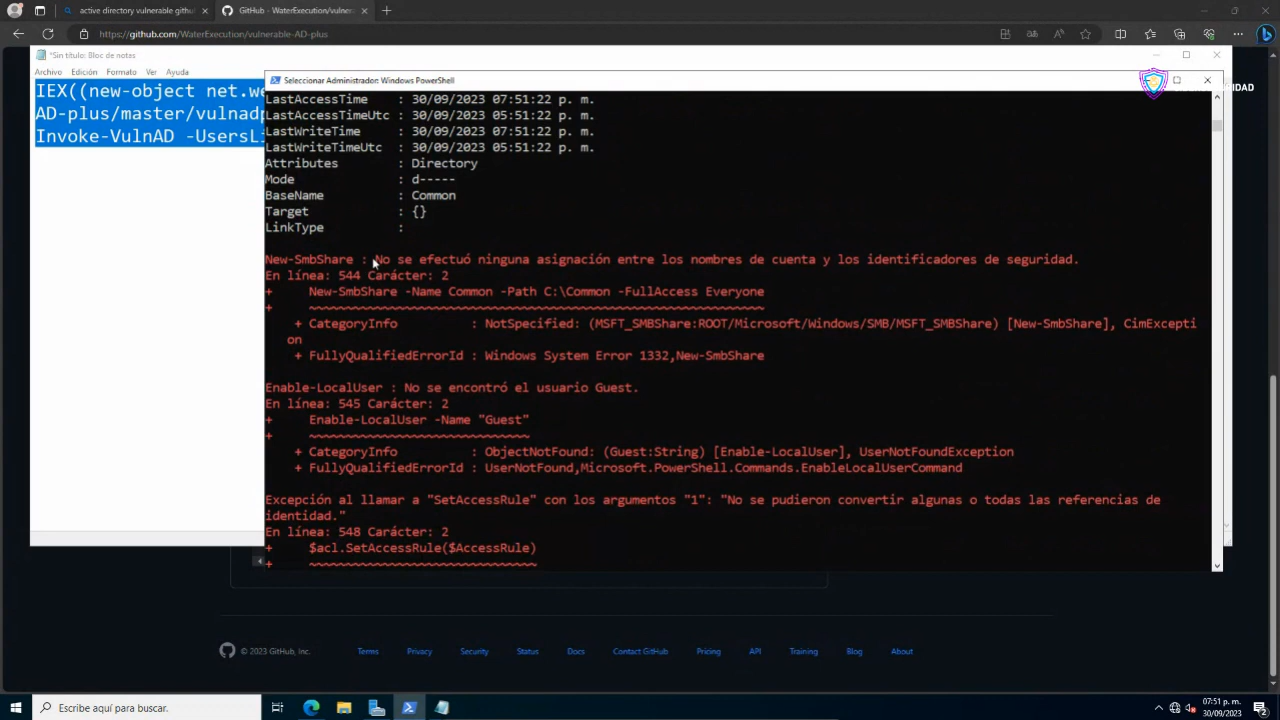 active directory vulnerable githu
GitHub - WaterExecution/vulnera
https://github.com/WaterExecution/vulnerable-AD-plus
*Sin título: Bloc de notas
Archivo Edición Formato Ver Ayuda
IEX((new-object net.we
AD-plus/master/vulnadp
Invoke-VulnAD -UsersLi
Seleccionar Administrador: Windows PowerShell
DAD
LastAccessTime : 30/09/2023 07:51:22 p. m.
LastAccessTimeUtc : 30/09/2023 05:51:22 p. m.
LastWriteTime : 30/09/2023 07:51:22 p. m.
LastWriteTimeUtc : 30/09/2023 05:51:22 p. m.
Attributes : Directory
Mode : d-----
BaseName : Common
Target : {}
LinkType :
New-SmbShare : No se efectuó ninguna asignación entre los nombres de cuenta y los identificadores de seguridad.
En línea: 544 Carácter: 2
+ New-SmbShare -Name Common -Path C:\Common -FullAccess Everyone
+ ~~~~~~~~~~~~~~~~~~~~~~~~~~~~~~~~~~~~~~~~~~~~~~~~~~~~~~~~~~~~~~
+ CategoryInfo : NotSpecified: (MSFT_SMBShare:ROOT/Microsoft/Windows/SMB/MSFT_SMBShare) [New-SmbShare], CimExcepti
on
+ FullyQualifiedErrorId : Windows System Error 1332,New-SmbShare
Enable-LocalUser : No se encontró el usuario Guest.
En línea: 545 Carácter: 2
+ Enable-LocalUser -Name "Guest"
+ ~~~~~~~~~~~~~~~~~~~~~~~~~~~~~~
+ CategoryInfo : ObjectNotFound: (Guest:String) [Enable-LocalUser], UserNotFoundException
+ FullyQualifiedErrorId : UserNotFound,Microsoft.PowerShell.Commands.EnableLocalUserCommand
Excepción al llamar a "SetAccessRule" con los argumentos "1": "No se pudieron convertir algunas o todas las referencias de
identidad."
En línea: 548 Carácter: 2
+ $acl.SetAccessRule($AccessRule)
+ ~~~~~~~~~~~~~~~~~~~~~~~~~~~~~~~
© 2023 GitHub, Inc. Terms Privacy Security Status Docs Contact GitHub Pricing API Training Blog About
Escribe aquí para buscar.
07:51 p. m.
30/09/2023
2